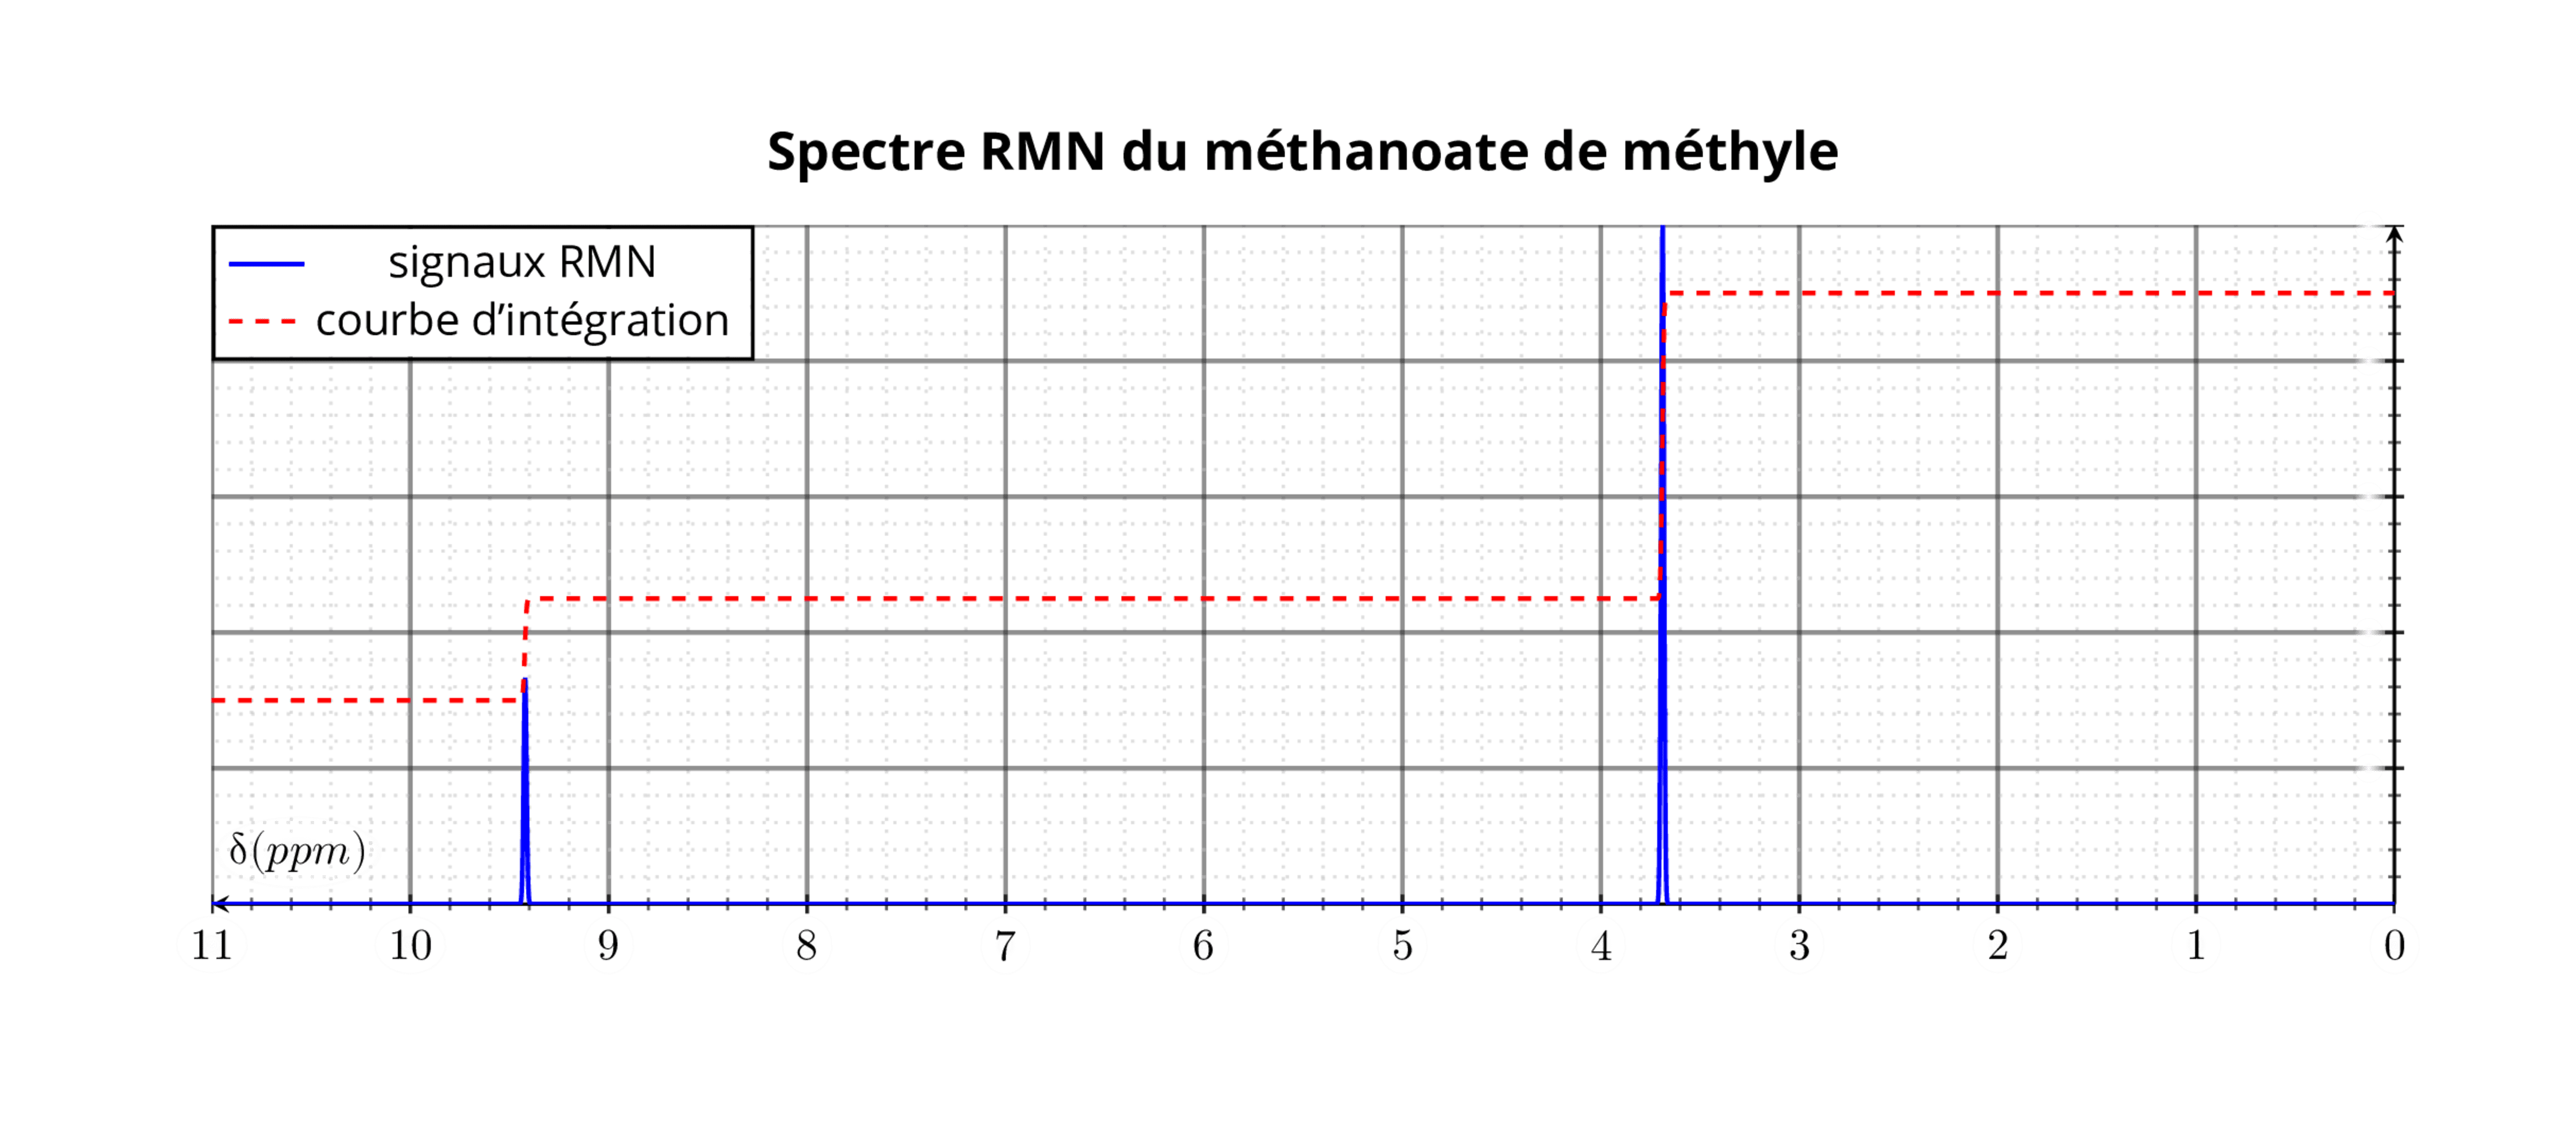 Spectre RMN du méthanoate de méthyle
signaux RMN
courbe d’intégration
δ(ppm)
11 10 9 8 7 6 5 4 3 2 1 0